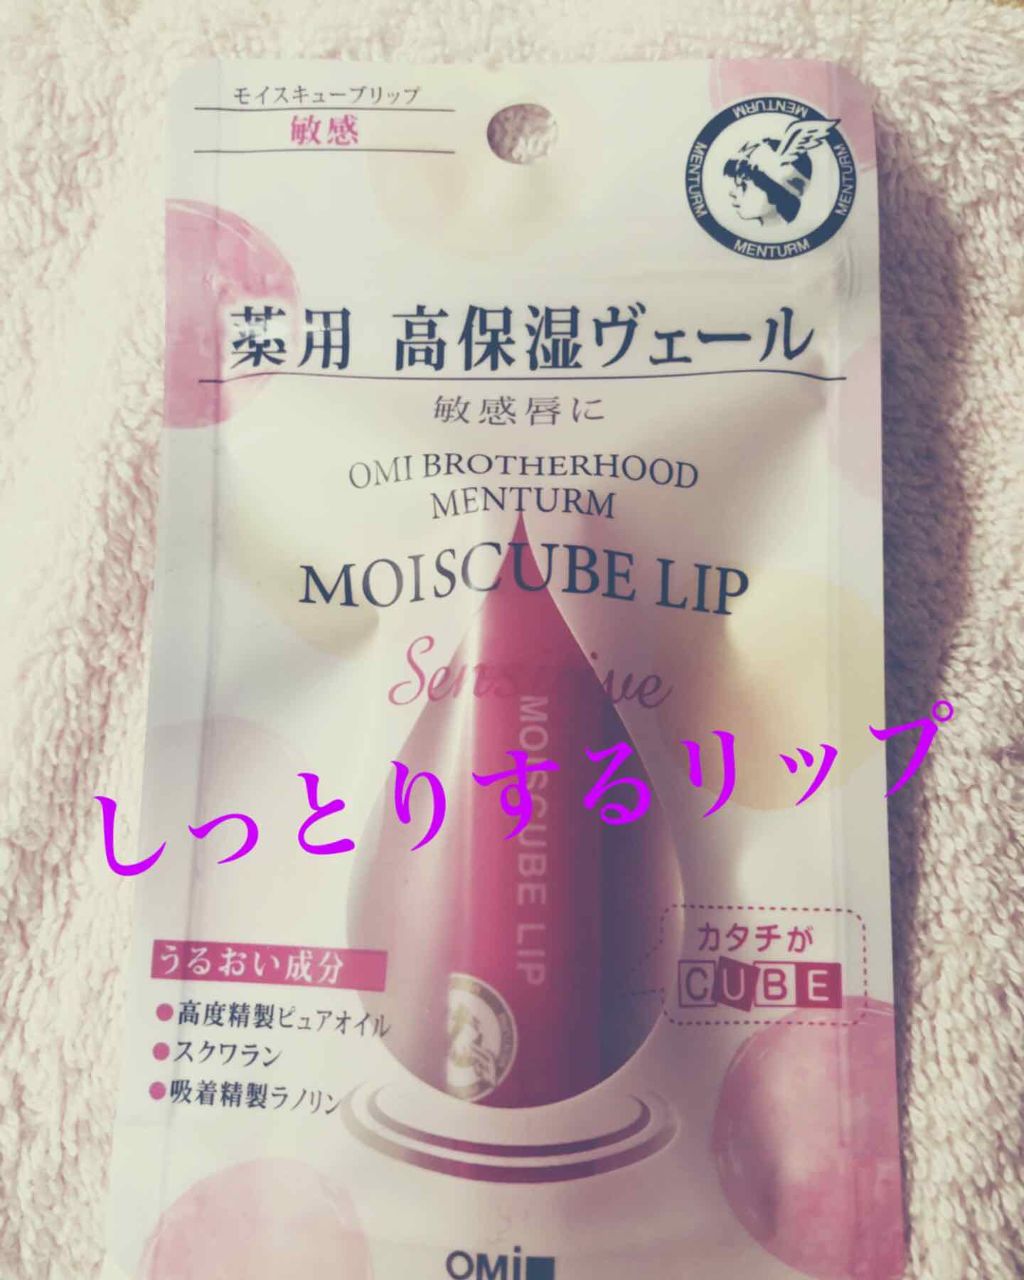 モイスキューブリップ
敏感
MENTURM
MENTURM
MENTURM
MENTURM
薬用 高保湿ヴェール
敏感唇に
OMI BROTHERHOOD
MENTURM
MOISCUBE LIP
Sensitive
MOISCUBE LIP
しっとりするリップ
カタチが
CUBE
うるおい成分
●高度精製ピュアオイル
●スクワラン
●吸着精製ラノリン
OMi